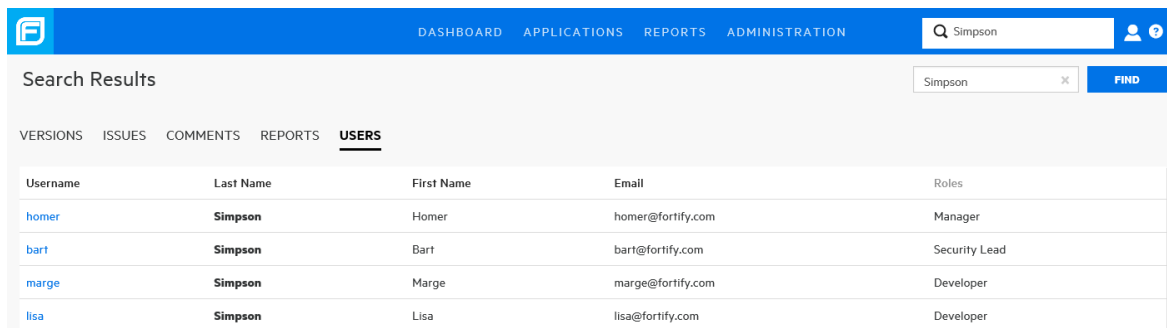 F DASHBOARD APPLICATIONS REPORTS ADMINISTRATION Simpson ?
Search Results Simpson × FIND
VERSIONS ISSUES COMMENTS REPORTS USERS
Username Last Name First Name Email Roles
homer Simpson Homer homer@fortify.com Manager
bart Simpson Bart bart@fortify.com Security Lead
marge Simpson Marge marge@fortify.com Developer
lisa Simpson Lisa lisa@fortify.com Developer